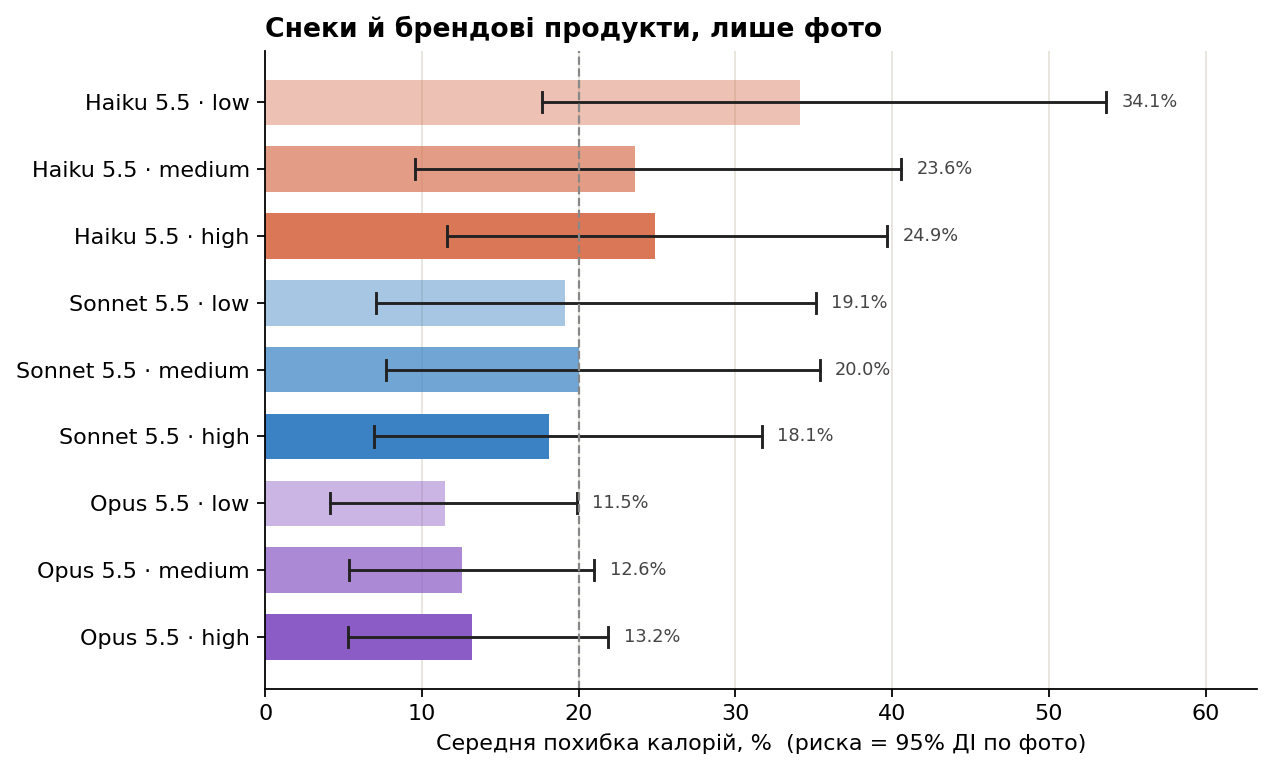 Снеки й брендові продукти, лише фото
Haiku 5.5 · low 34.1%
Haiku 5.5 · medium 23.6%
Haiku 5.5 · high 24.9%
Sonnet 5.5 · low 19.1%
Sonnet 5.5 · medium 20.0%
Sonnet 5.5 · high 18.1%
Opus 5.5 · low 11.5%
Opus 5.5 · medium 12.6%
Opus 5.5 · high 13.2%
0 10 20 30 40 50 60
Середня похибка калорій, % (риска = 95% ДІ по фото)